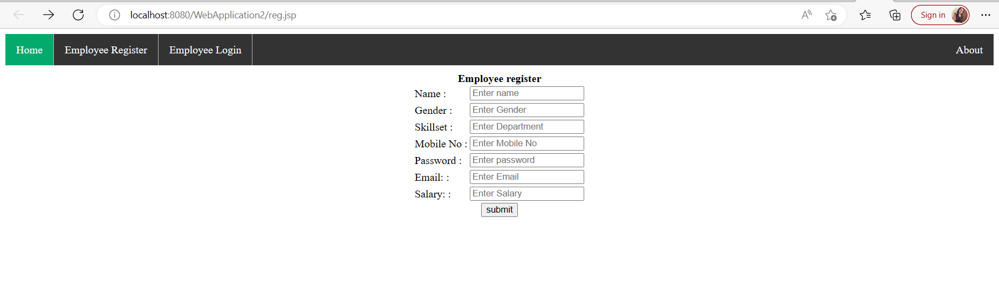 localhost:8080/WebApplication2/reg.jsp
Sign in
Home Employee Register Employee Login About
Employee register
Name : Enter name
Gender : Enter Gender
Skillset : Enter Department
Mobile No : Enter Mobile No
Password : Enter password
Email: : Enter Email
Salary: : Enter Salary
submit